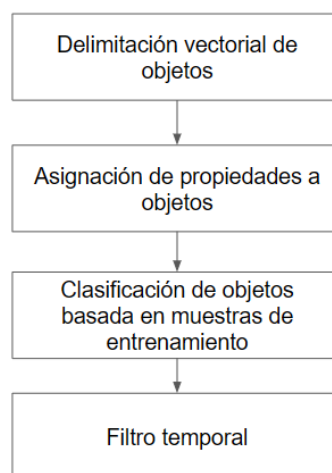 Delimitación vectorial de
objetos
Asignación de propiedades a
objetos
Clasificación de objetos
basada en muestras de
entrenamiento
Filtro temporal